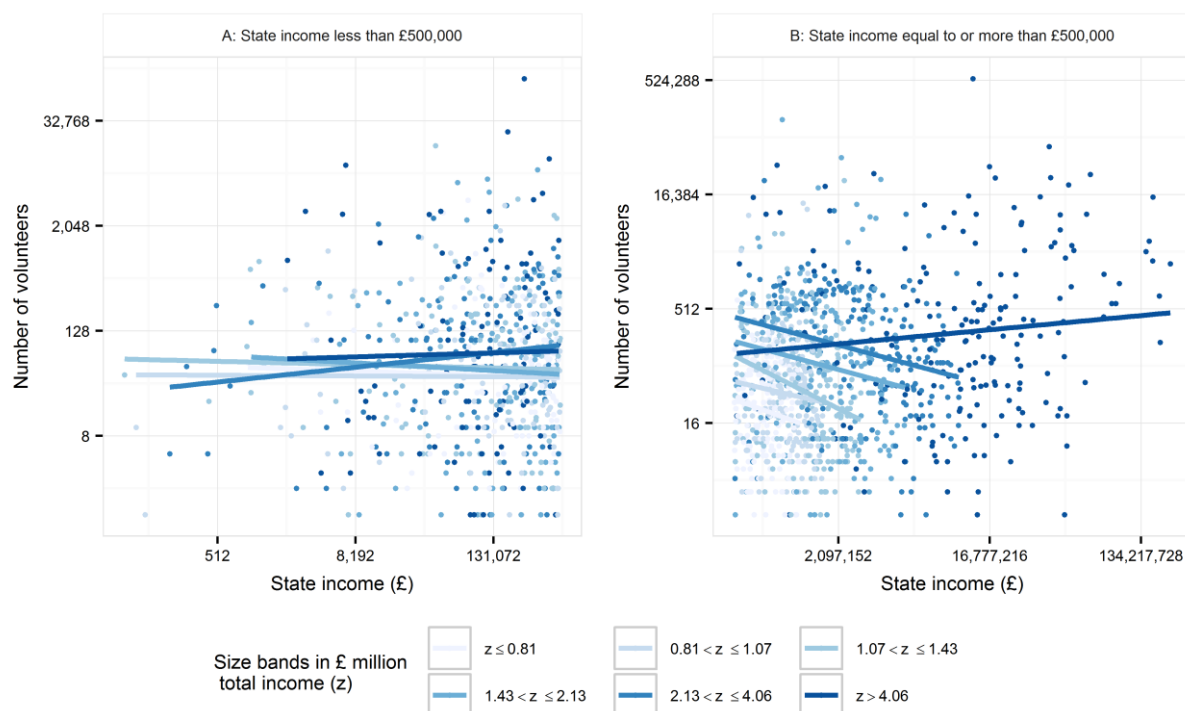 A: State income less than £500,000
B: State income equal to or more than £500,000
Number of volunteers
32,768
2,048
128
8
512
8,192
131,072
State income (£)
Number of volunteers
524,288
16,384
512
16
2,097,152
16,777,216
134,217,728
State income (£)
Size bands in £ million
total income (z)
z ≤ 0.81
0.81 < z ≤ 1.07
1.07 < z ≤ 1.43
1.43 < z ≤ 2.13
2.13 < z ≤ 4.06
z > 4.06